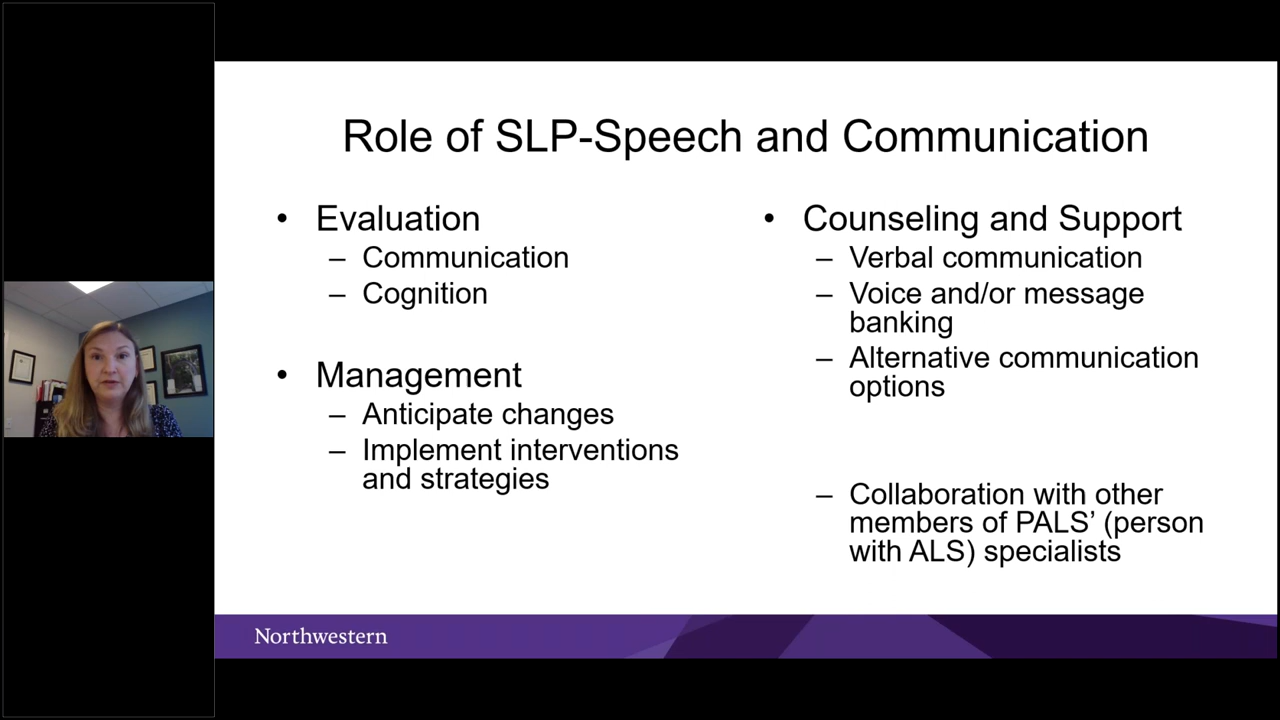 Role of SLP-Speech and Communication
• Evaluation
– Communication
– Cognition
• Management
– Anticipate changes
– Implement interventions
and strategies
• Counseling and Support
– Verbal communication
– Voice and/or message
banking
– Alternative communication
options
– Collaboration with other
members of PALS’ (person
with ALS) specialists
Northwestern